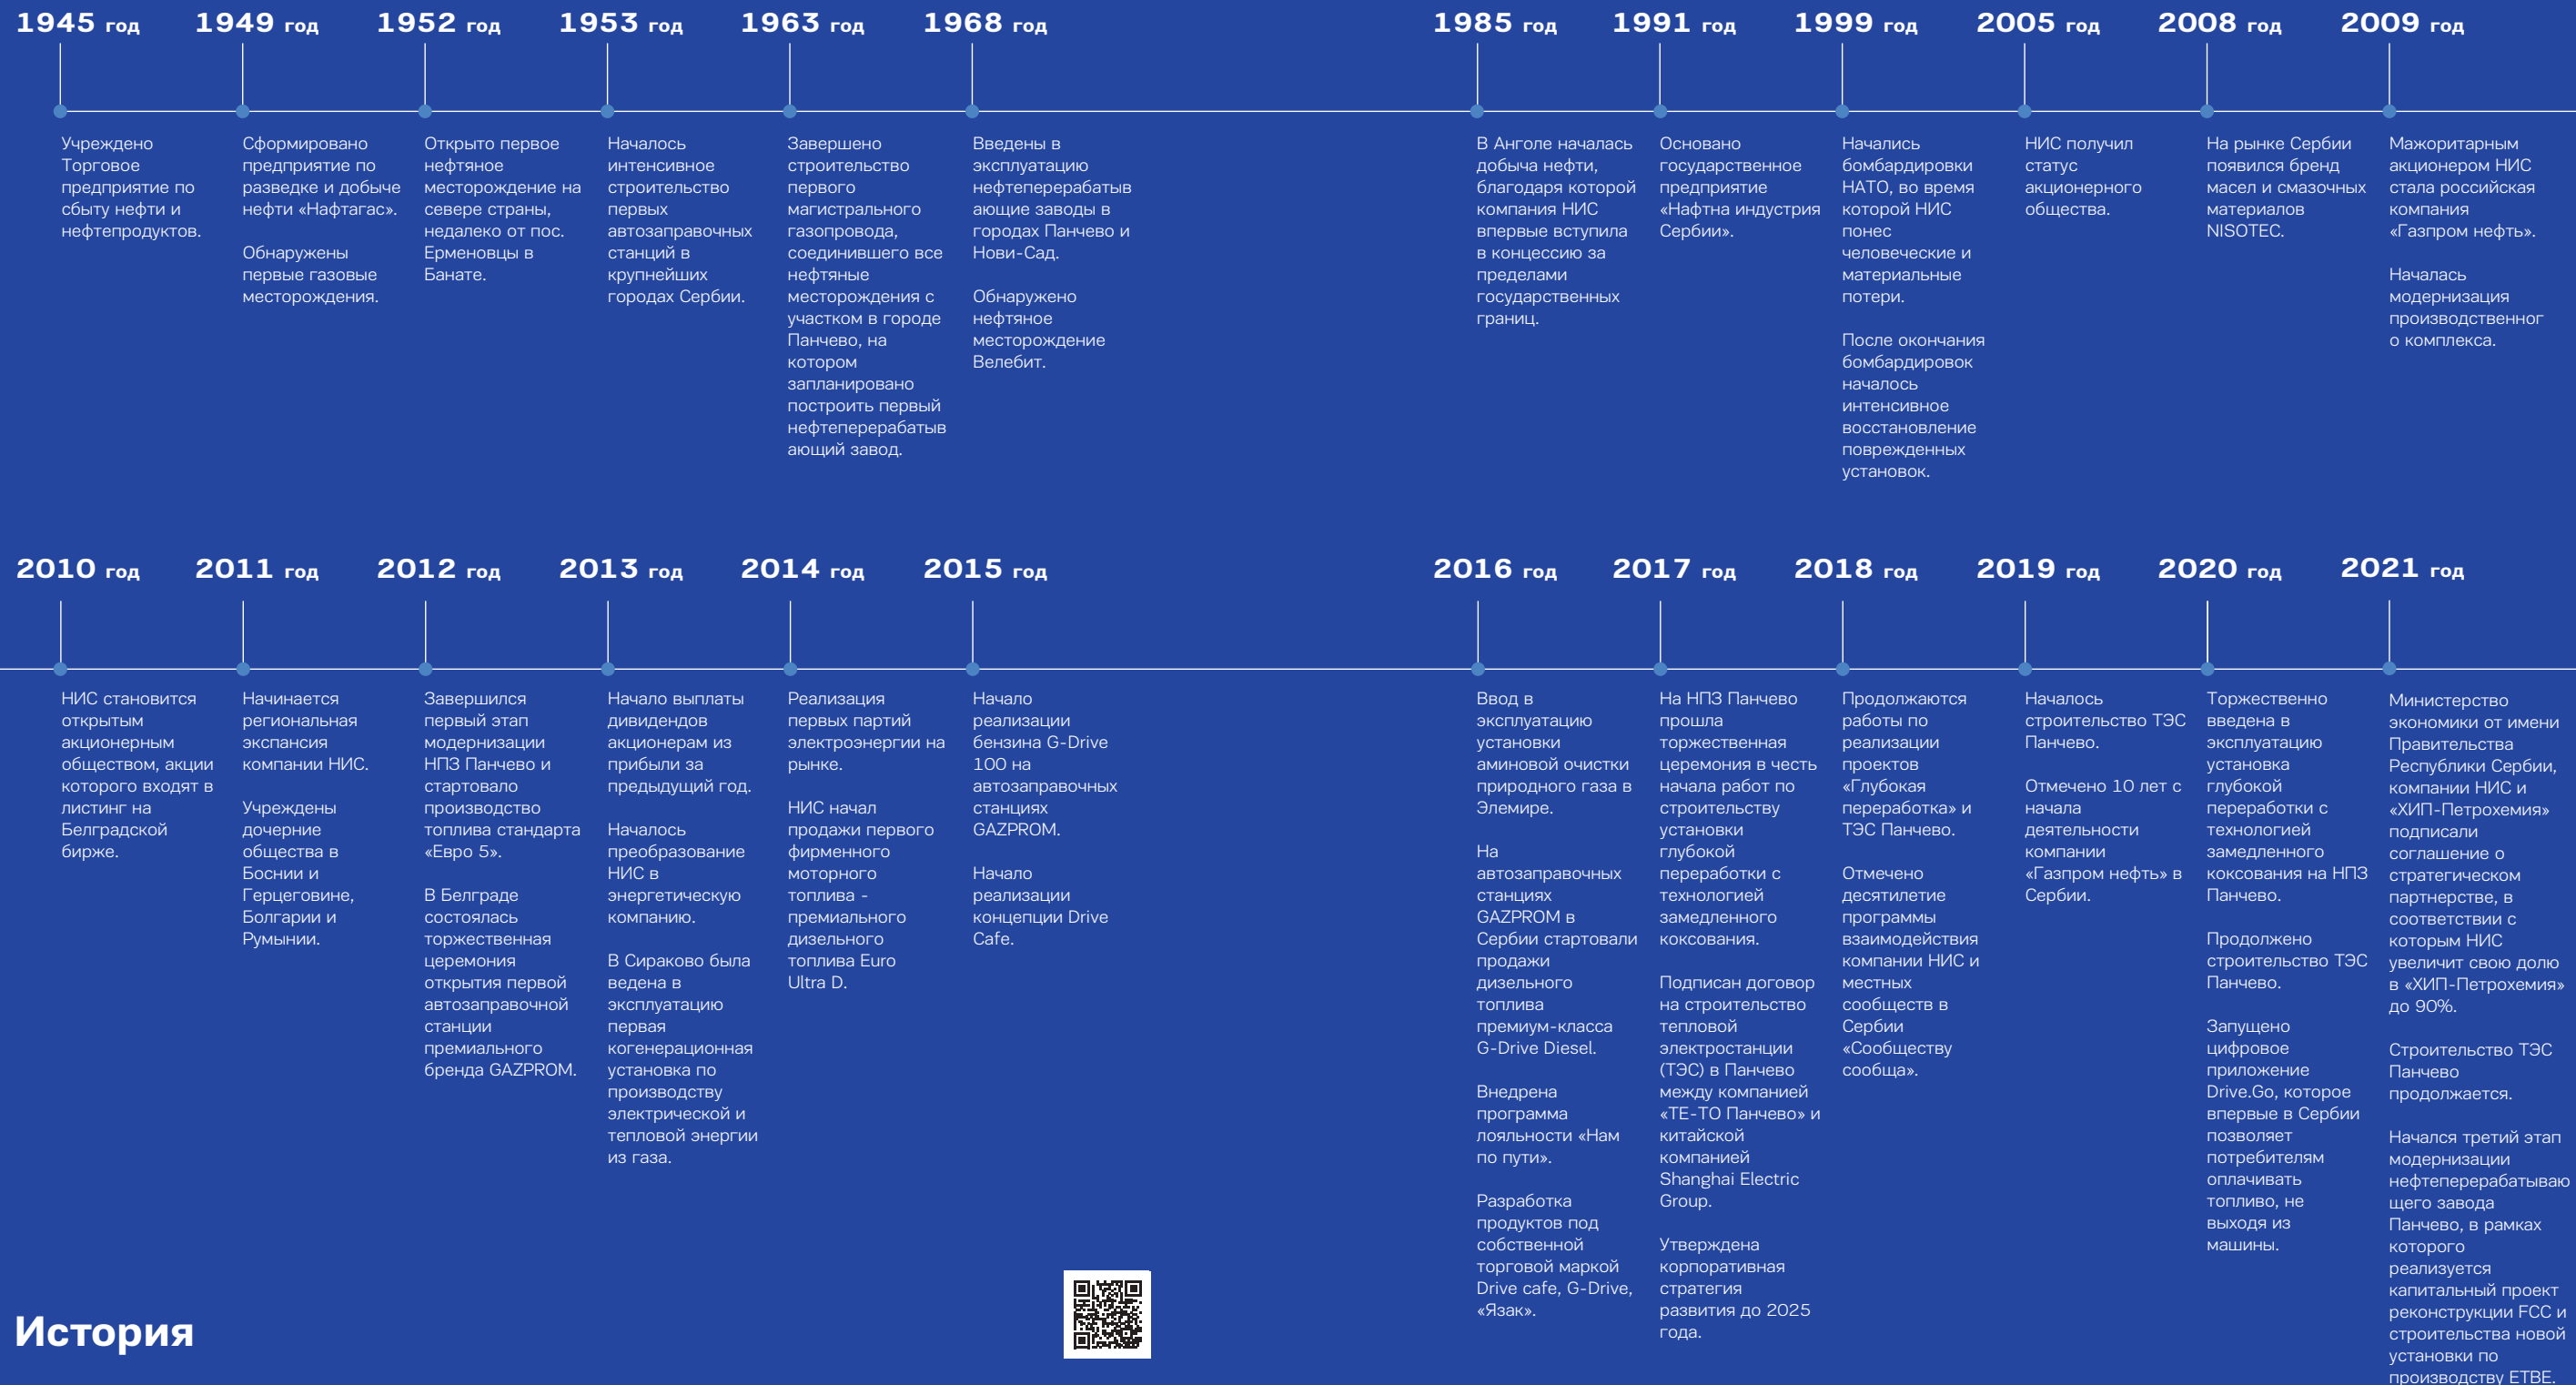 1945 год
Учреждено
Торговое
предприятие по
сбыту нефти и
нефтепродуктов.
1949 год
Сформировано
предприятие по
разведке и добыче
нефти «Нафтагас».
Обнаружены
первые газовые
месторождения.
1952 год
Открыто первое
нефтяное
месторождение на
севере страны,
недалеко от пос.
Ерменовцы в
Банате.
1953 год
Началось
интенсивное
строительство
первых
автозаправочных
станций в
крупнейших
городах Сербии.
1963 год
Завершено
строительство
первого
магистрального
газопровода,
соединившего все
нефтяные
месторождения с
участком в городе
Панчево, на
котором
запланировано
построить первый
нефтеперерабатыв
ающий завод.
1968 год
Введены в
эксплуатацию
нефтеперерабатыв
ающие заводы в
городах Панчево и
Нови-Сад.
Обнаружено
нефтяное
месторождение
Велебит.
1985 год
В Анголе началась
добыча нефти,
благодаря которой
компания НИС
впервые вступила
в концессию за
пределами
государственных
границ.
1991 год
Основано
государственное
предприятие
«Нафтна индустрия
Сербии».
1999 год
Начались
бомбардировки
НАТО, во время
которой НИС
понес
человеческие и
материальные
потери.
После окончания
бомбардировок
началось
интенсивное
восстановление
поврежденных
установок.
2005 год
НИС получил
статус
акционерного
общества.
2008 год
На рынке Сербии
появился бренд
масел и смазочных
материалов
NISOTEC.
2009 год
Мажоритарным
акционером НИС
стала российская
компания
«Газпром нефть».
Началась
модернизация
производственног
о комплекса.
2010 год
НИС становится
открытым
акционерным
обществом, акции
которого входят в
листинг на
Белградской
бирже.
2011 год
Начинается
региональная
экспансия
компании НИС.
Учреждены
дочерние
общества в
Боснии и
Герцеговине,
Болгарии и
Румынии.
2012 год
Завершился
первый этап
модернизации
НПЗ Панчево и
стартовало
производство
топлива стандарта
«Евро 5».
В Белграде
состоялась
торжественная
церемония
открытия первой
автозаправочной
станции
премиального
бренда GAZPROM.
2013 год
Начало выплаты
дивидендов
акционерам из
прибыли за
предыдущий год.
Началось
преобразование
НИС в
энергетическую
компанию.
В Сираково была
ведена в
эксплуатацию
первая
когенерационная
установка по
производству
электрической и
тепловой энергии
из газа.
2014 год
Реализация
первых партий
электроэнергии на
рынке.
НИС начал
продажи первого
фирменного
моторного
топлива -
премиального
дизельного
топлива Euro
Ultra D.
2015 год
Начало
реализации
бензина G-Drive
100 на
автозаправочных
станциях
GAZPROM.
Начало
реализации
концепции Drive
Cafe.
2016 год
Ввод в
эксплуатацию
установки
аминовой очистки
природного газа в
Элемире.
На
автозаправочных
станциях
GAZPROM в
Сербии стартовали
продажи
дизельного
топлива
премиум-класса
G-Drive Diesel.
Внедрена
программа
лояльности «Нам
по пути».
Разработка
продуктов под
собственной
торговой маркой
Drive cafe, G-Drive,
«Язак».
2017 год
На НПЗ Панчево
прошла
торжественная
церемония в честь
начала работ по
строительству
установки
глубокой
переработки с
технологией
замедленного
коксования.
Подписан договор
на строительство
тепловой
электростанции
(ТЭС) в Панчево
между компанией
«ТЕ-ТО Панчево» и
китайской
компанией
Shanghai Electric
Group.
Утверждена
корпоративная
стратегия
развития до 2025
года.
2018 год
Продолжаются
работы по
реализации
проектов
«Глубокая
переработка» и
ТЭС Панчево.
Отмечено
десятилетие
программы
взаимодействия
компании НИС и
местных
сообществ в
Сербии
«Сообществу
сообща».
2019 год
Началось
строительство ТЭС
Панчево.
Отмечено 10 лет с
начала
деятельности
компании
«Газпром нефть» в
Сербии.
2020 год
Торжественно
введена в
эксплуатацию
установка
глубокой
переработки с
технологией
замедленного
коксования на НПЗ
Панчево.
Продолжено
строительство ТЭС
Панчево.
Запущено
цифровое
приложение
Drive.Go, которое
впервые в Сербии
позволяет
потребителям
оплачивать
топливо, не
выходя из
машины.
2021 год
Министерство
экономики от имени
Правительства
Республики Сербии,
компании НИС и
«ХИП-Петрохемия»
подписали
соглашение о
стратегическом
партнерстве, в
соответствии с
которым НИС
увеличит свою долю
в «ХИП-Петрохемия»
до 90%.
Строительство ТЭС
Панчево
продолжается.
Начался третий этап
модернизации
нефтеперерабатываю
щего завода
Панчево, в рамках
которого
реализуется
капитальный проект
реконструкции FCC и
строительства новой
установки по
производству ETBE.
История